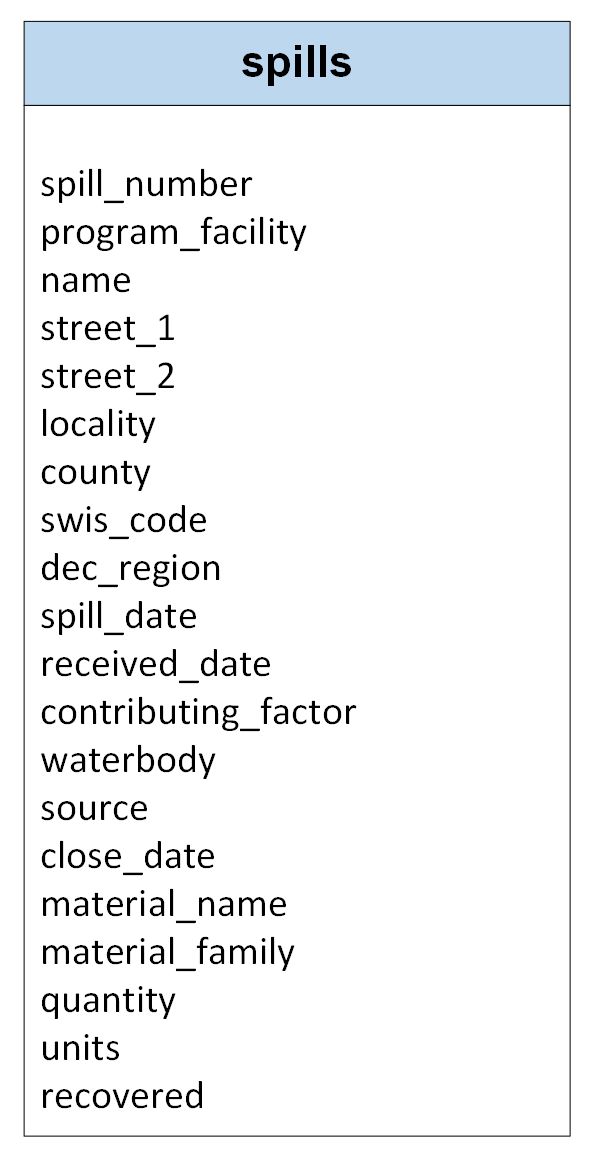 spills
spill_number
program_facility
name
street_1
street_2
locality
county
swis_code
dec_region
spill_date
received_date
contributing_factor
waterbody
source
close_date
material_name
material_family
quantity
units
recovered